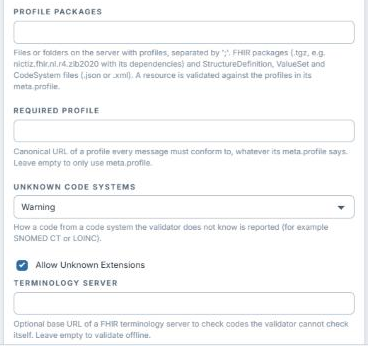 PROFILE PACKAGES
Files or folders on the server with profiles, separated by ';'. FHIR packages (.tgz, e.g.
nictiz.fhir.nl.r4.zib2020 with its dependencies) and StructureDefinition, ValueSet and
CodeSystem files (.json or .xml). A resource is validated against the profiles in its
meta.profile.
REQUIRED PROFILE
Canonical URL of a profile every message must conform to, whatever its meta.profile says.
Leave empty to only use meta.profile.
UNKNOWN CODE SYSTEMS
Warning
How a code from a code system the validator does not know is reported (for example
SNOMED CT or LOINC).
Allow Unknown Extensions
TERMINOLOGY SERVER
Optional base URL of a FHIR terminology server to check codes the validator cannot check
itself. Leave empty to validate offline.